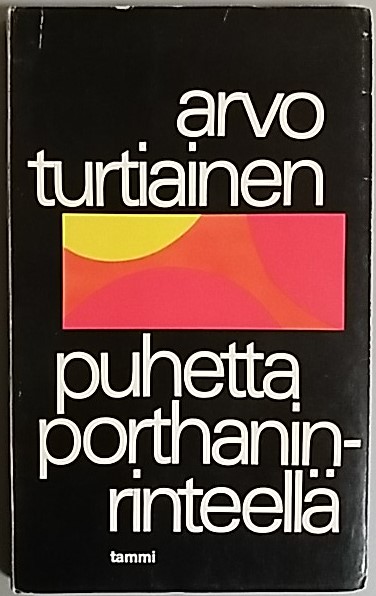 arvo
turtiainen
puhetta
porthanin-
rinteellä
tammi